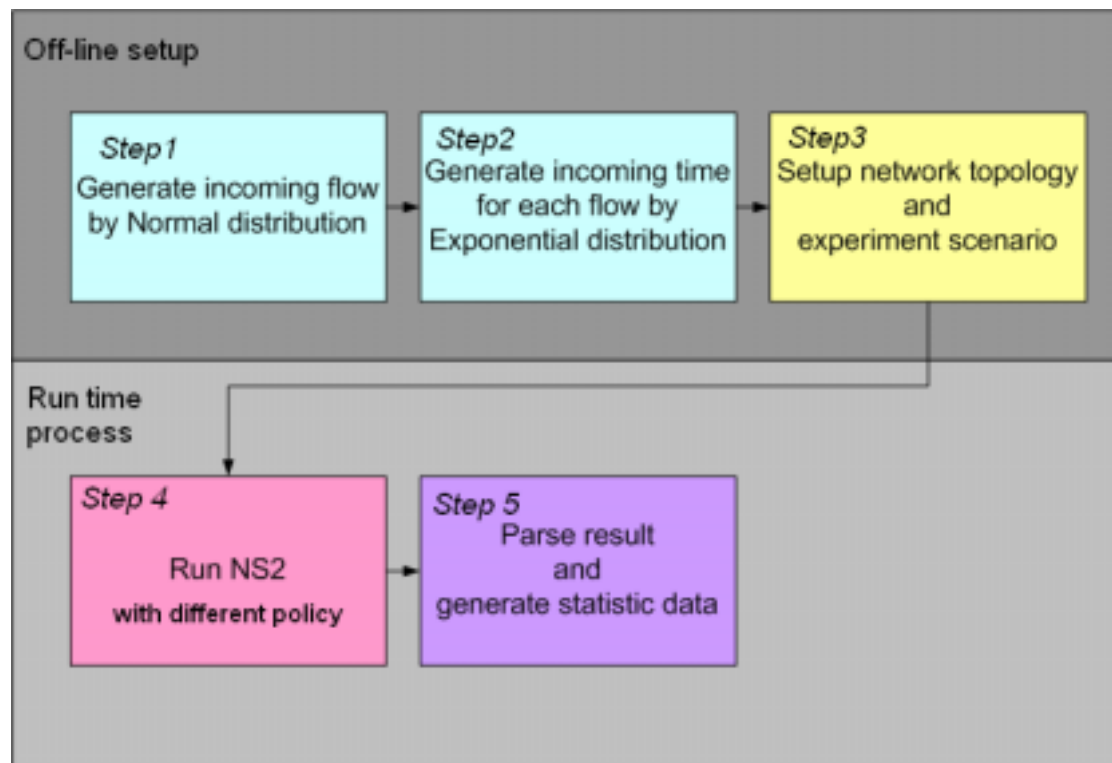 Off-line setup
Step1
Generate incoming flow
by Normal distribution
Step2
Generate incoming time
for each flow by
Exponential distribution
Step3
Setup network topology
and
experiment scenario
Run time
process
Step 4
Run NS2
with different policy
Step 5
Parse result
and
generate statistic data